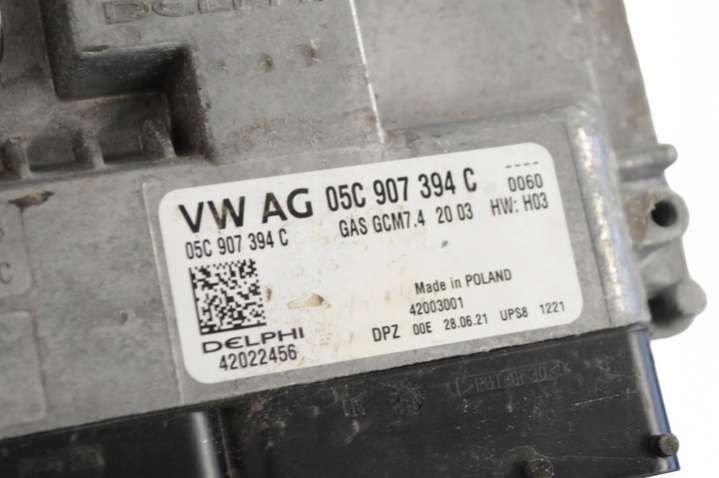 DELPHI
VW AG 05C 907 394 C ----
05C 907 394 C GAS GCM7.4 20 03 0060
HW: H03
Made in POLAND
42003001
DELPHI DPZ 00E 28.06.21 UPS8 1221
42022456